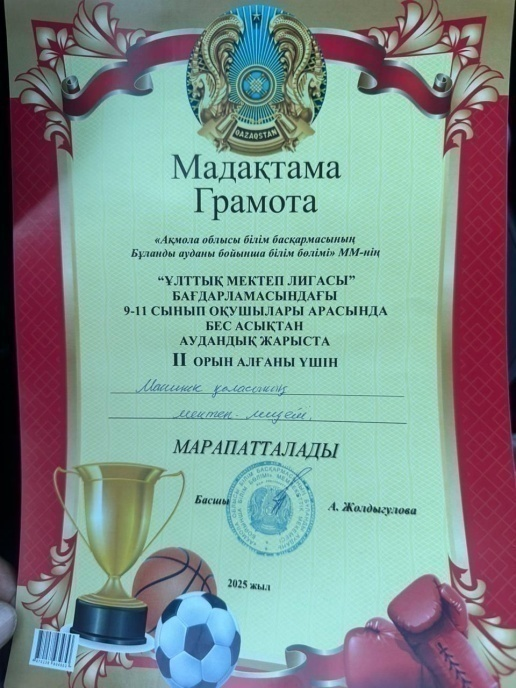 QAZAQSTAN
Мадақтама
Грамота
«Ақмола облысы білім басқармасының
Бұланды ауданы бойынша білім бөлімі» ММ-нің
“ҰЛТТЫҚ МЕКТЕП ЛИГАСЫ”
БАҒДАРЛАМАСЫНДАҒЫ
9-11 СЫНЫП ОҚУШЫЛАРЫ АРАСЫНДА
БЕС АСЫҚТАН
АУДАНДЫҚ ЖАРЫСТА
II ОРЫН АЛҒАНЫ ҮШІН
Макинск қаласының
мектеп-лицейі.
МАРАПАТТАЛАДЫ
Басшы
А. Жолдыгулова
2025 жыл